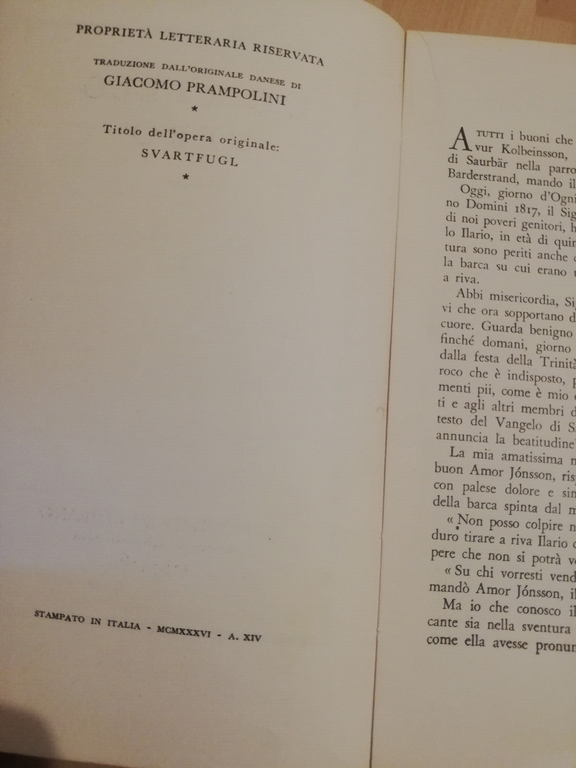 PROPRIETÀ LETTERARIA RISERVATA
TRADUZIONE DALL'ORIGINALE DANESE DI
GIACOMO PRAMPOLINI
*
Titolo dell'opera originale:
SVARTFUGL
*
STAMPATO IN ITALIA - MCMXXXVI - A. XIV
A TUTTI i buoni che
vur Kolbeinsson,
di Saurbär nella parro
Barderstrand, mando il
Oggi, giorno d'Ogni
no Domini 1817, il Sig
di noi poveri genitori, h
lo Ilario, in età di quin
tura sono periti anche
la barca su cui erano
a riva.
Abbi misericordia, Sig
vi che ora sopportano d
cuore. Guarda benigno
finché domani, giorno
dalla festa della Trinità
roco che è indisposto, p
menti pii, come è mio
ti e agli altri membri d
testo del Vangelo di S
annuncia la beatitudine
La mia amatissima m
buon Amor Jónsson, ris
con palese dolore e sin
della barca spinta dal m
« Non posso colpire n
duro tirare a riva Ilario
pere che non si potrà v
« Su chi vorresti vend
mandò Amor Jónsson, il
Ma io che conosco il
cante sia nella sventura
come ella avesse pronun